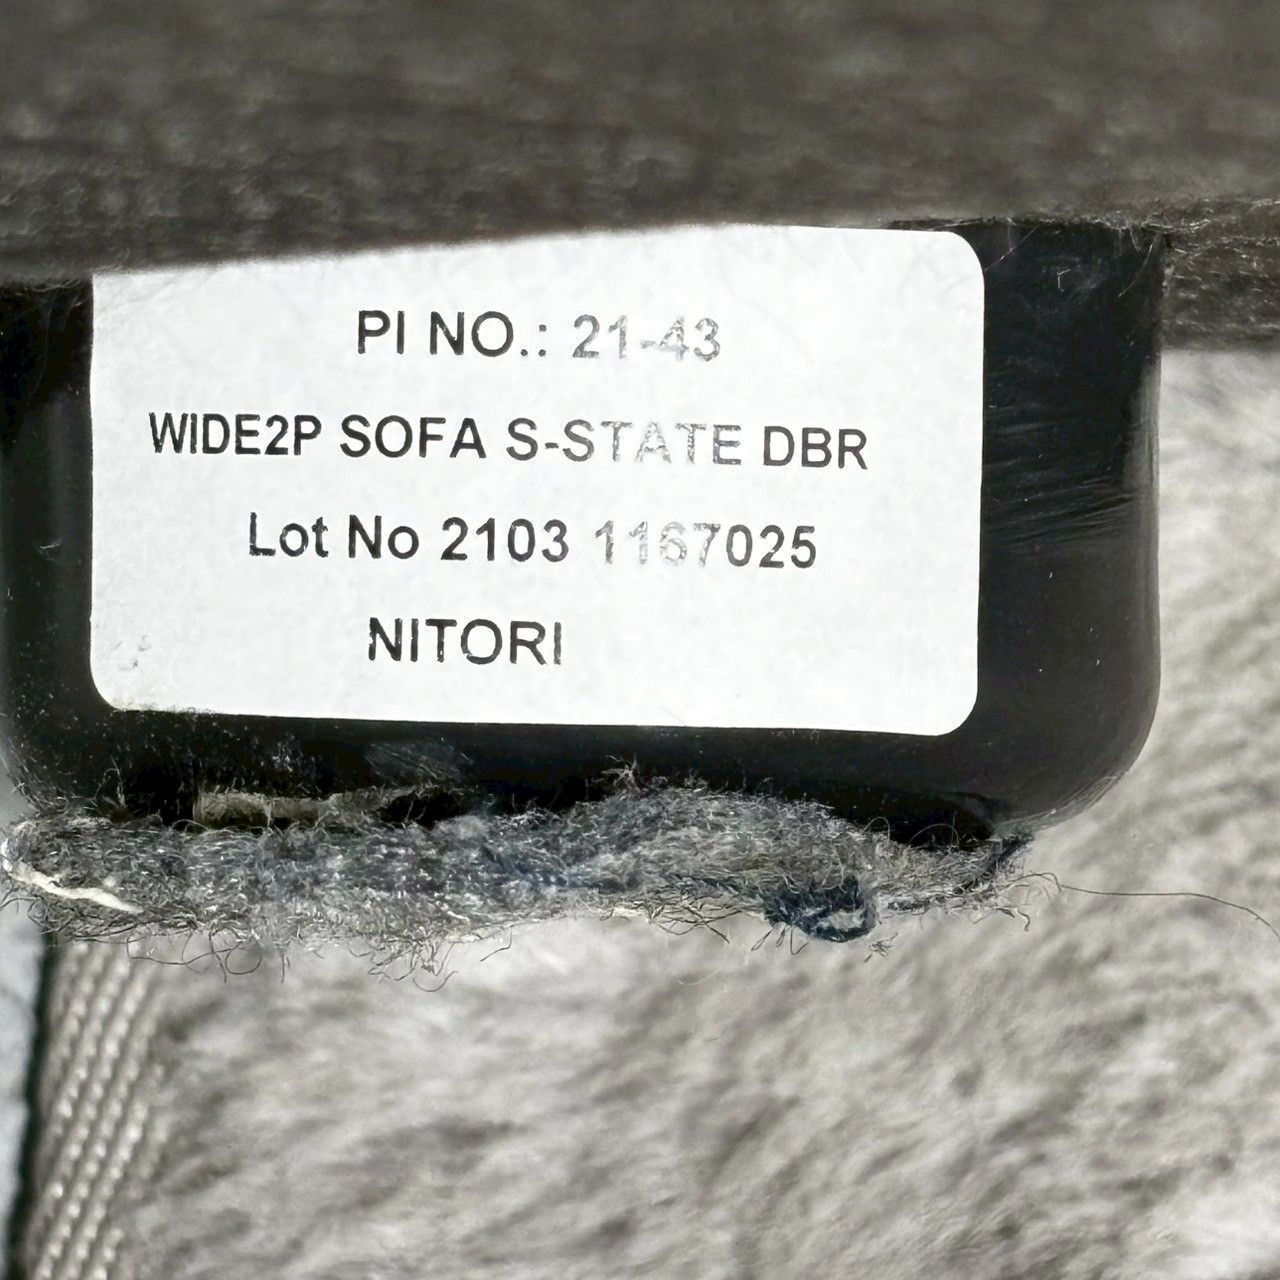 PI NO.: 21-43
WIDE2P SOFA S-STATE DBR
Lot No 2103 1167025
NITORI